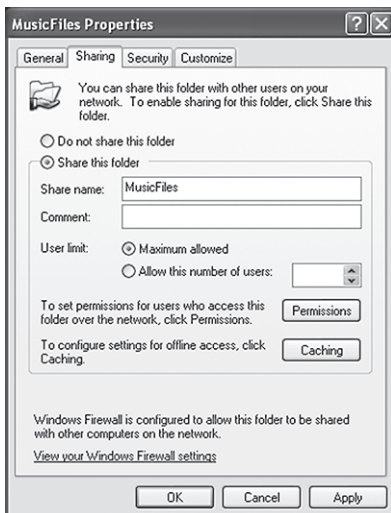 MusicFiles Properties
General Sharing Security Customize
You can share this folder with other users on your
network. To enable sharing for this folder, click Share this
folder.
Do not share this folder
Share this folder
Share name: MusicFiles
Comment:
User limit: Maximum allowed
Allow this number of users:
To set permissions for users who access this
folder over the network, click Permissions.
Permissions
To configure settings for offline access, click
Caching.
Caching
Windows Firewall is configured to allow this folder to be shared
with other computers on the network.
View your Windows Firewall settings
OK Cancel Apply